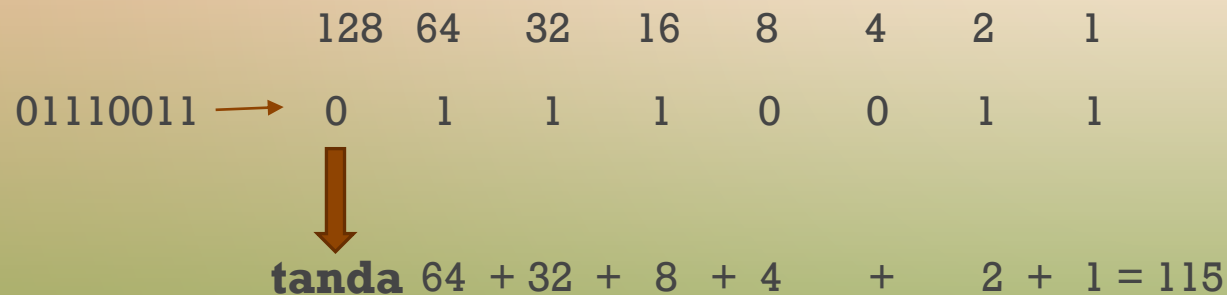 128 64 32 16 8 4 2 1
01110011 0 1 1 1 0 0 1 1
tanda 64 + 32 + 8 + 4 + 2 + 1 = 115